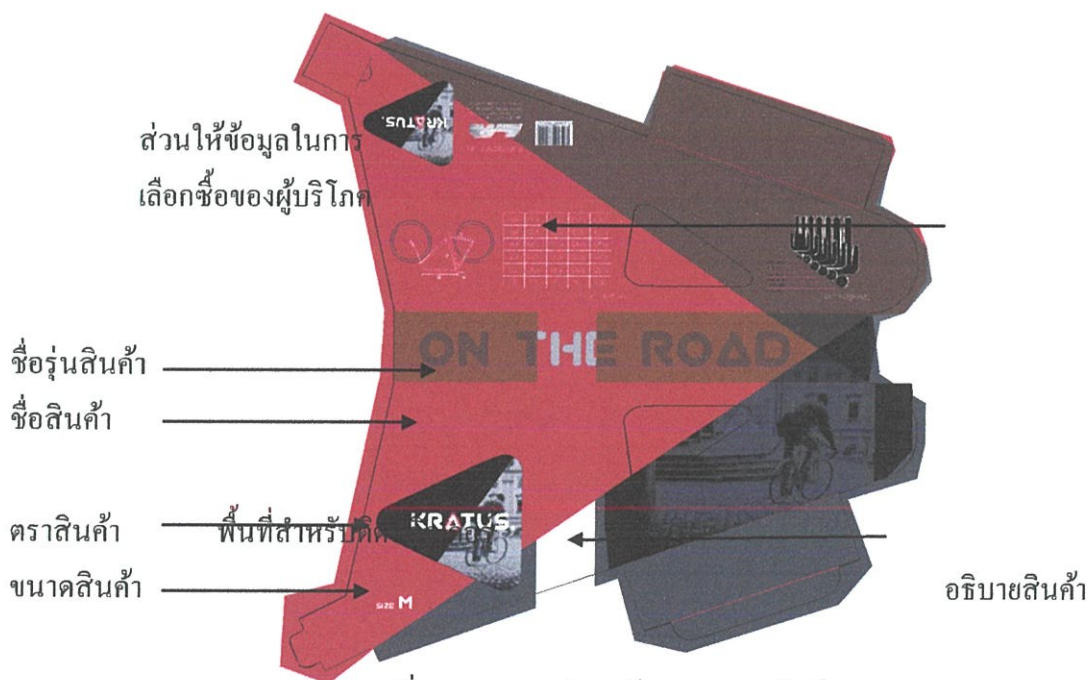 KRATUS.
ส่วนให้ข้อมูลในการ
เลือกซื้อของผู้บริโภค
ON THE ROAD
ชื่อรุ่นสินค้า
ชื่อสินค้า
KRATUS.
ตราสินค้า
พื้นที่สำหรับติด
ขนาดสินค้า
อธิบายสินค้า
SIZE M